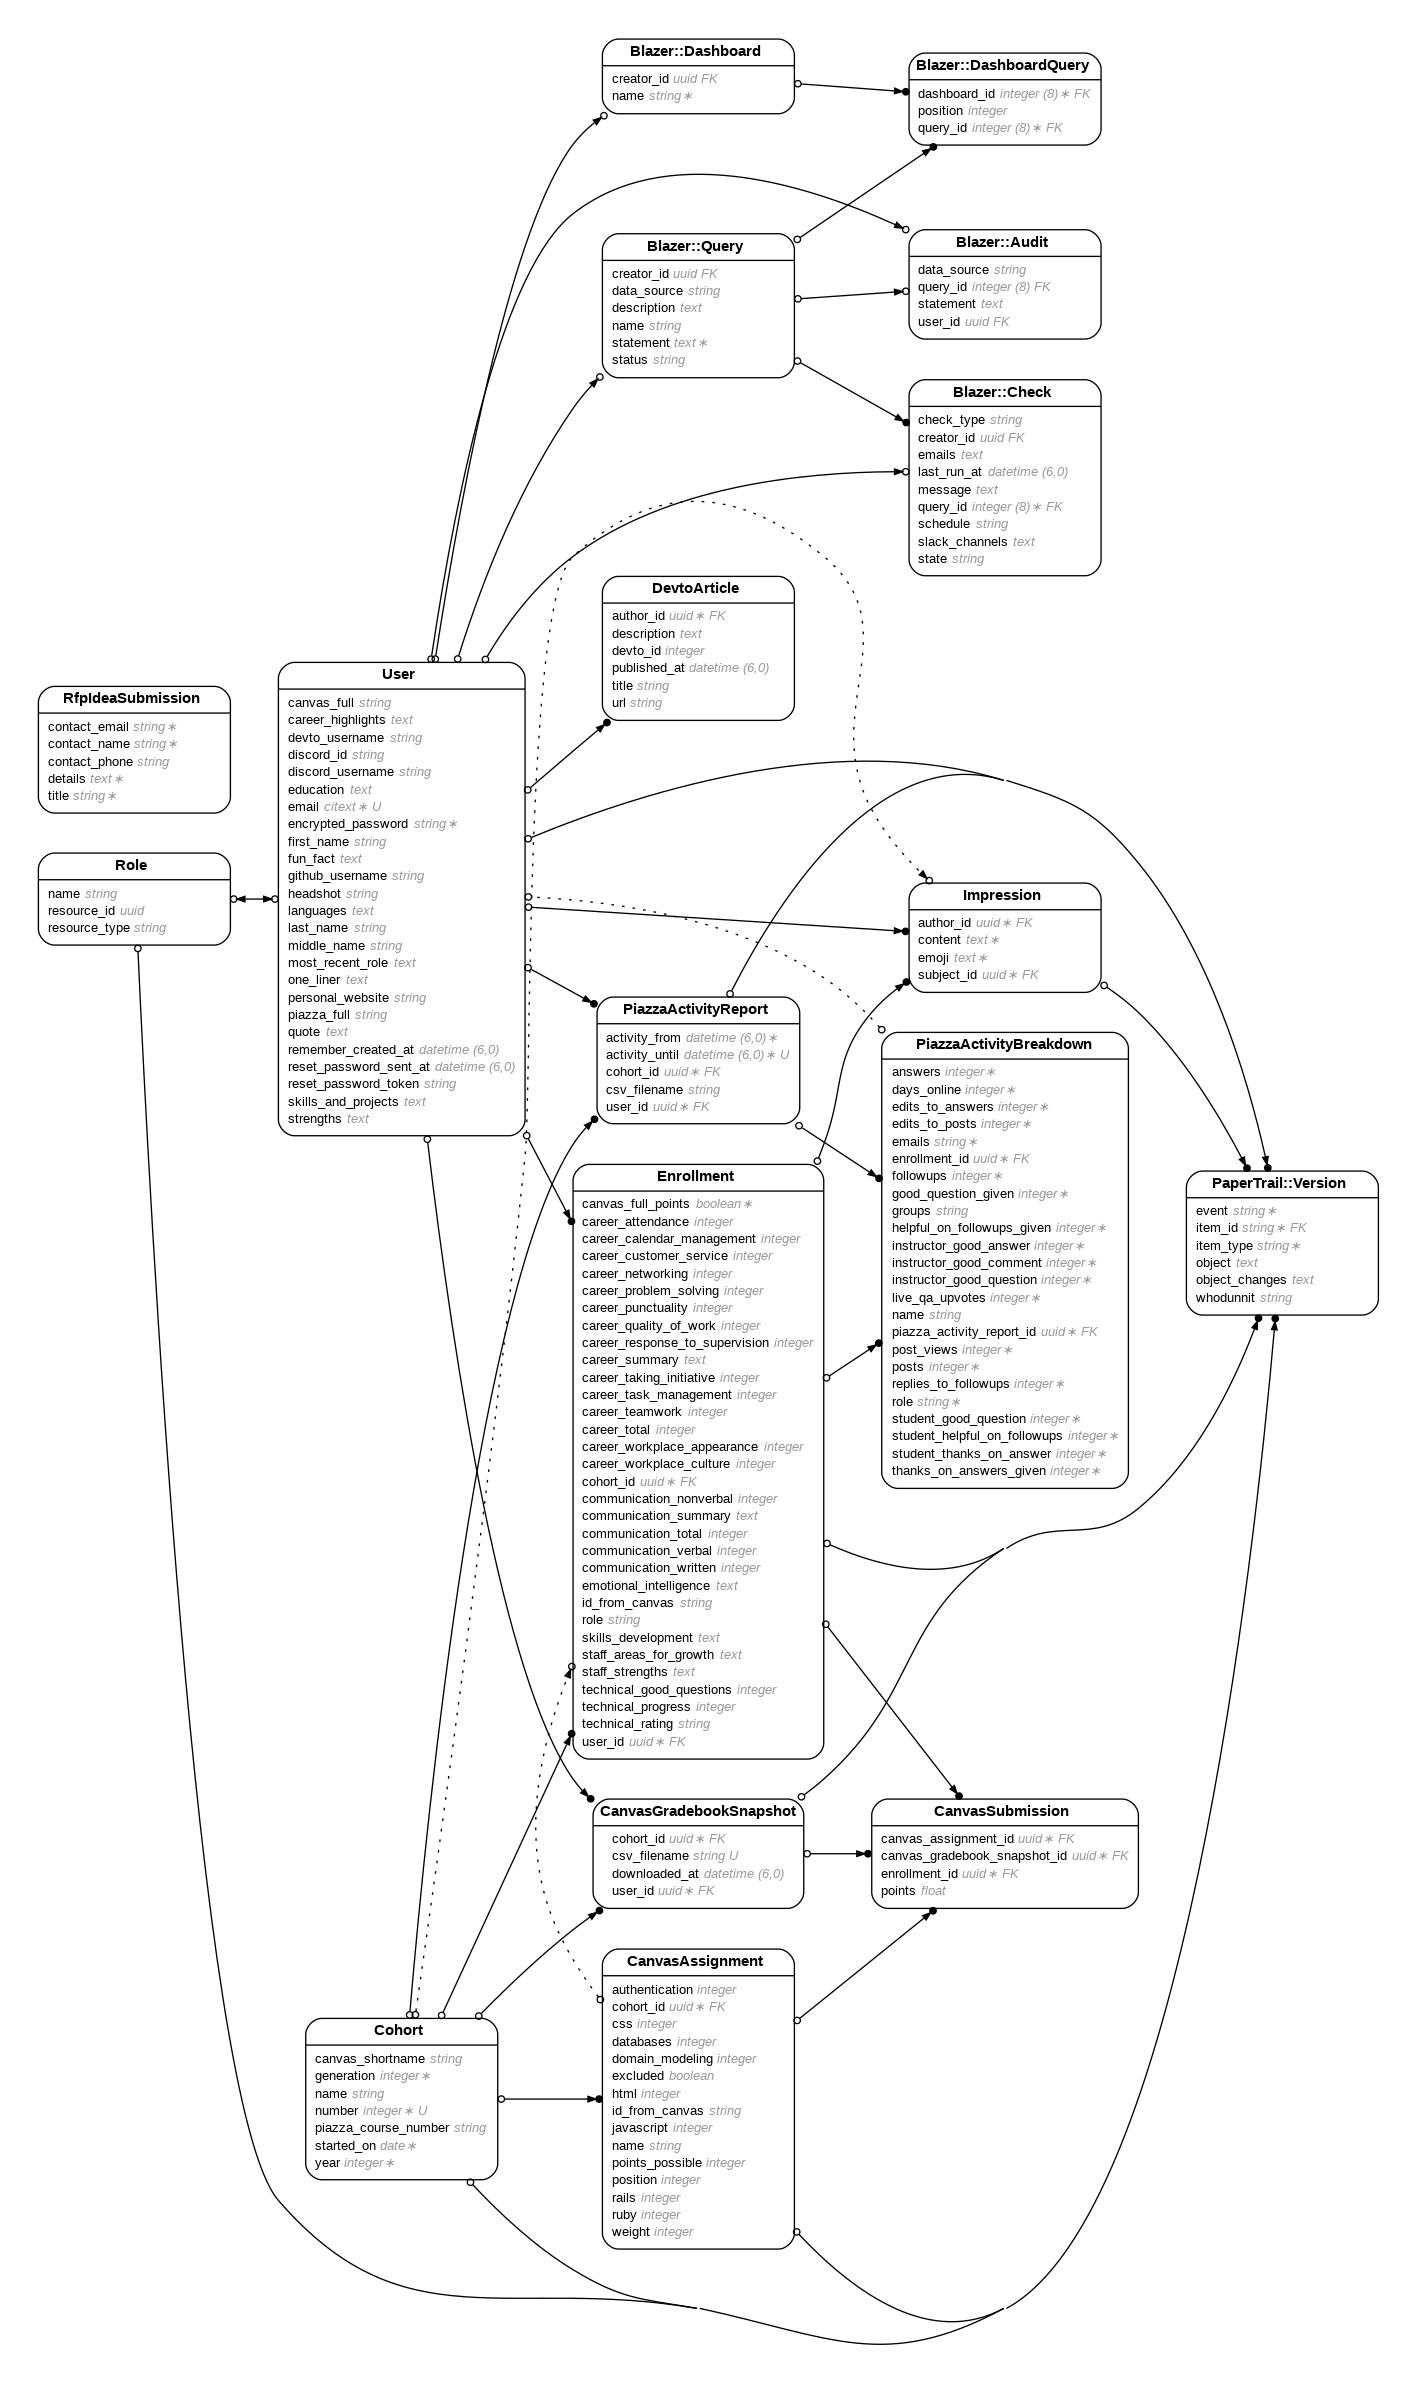 Blazer::Dashboard
creator_id uuid FK
name string∗
Blazer::DashboardQuery
dashboard_id integer (8)∗ FK
position integer
query_id integer (8)∗ FK
Blazer::Query
creator_id uuid FK
data_source string
description text
name string
statement text∗
status string
Blazer::Audit
data_source string
query_id integer (8) FK
statement text
user_id uuid FK
Blazer::Check
check_type string
creator_id uuid FK
emails text
last_run_at datetime (6,0)
message text
query_id integer (8)∗ FK
schedule string
slack_channels text
state string
DevtoArticle
author_id uuid∗ FK
description text
devto_id integer
published_at datetime (6,0)
title string
url string
RfpIdeaSubmission
contact_email string∗
contact_name string∗
contact_phone string
details text∗
title string∗
Role
name string
resource_id uuid
resource_type string
User
canvas_full string
career_highlights text
devto_username string
discord_id string
discord_username string
education text
email citext∗ U
encrypted_password string∗
first_name string
fun_fact text
github_username string
headshot string
languages text
last_name string
middle_name string
most_recent_role text
one_liner text
personal_website string
piazza_full string
quote text
remember_created_at datetime (6,0)
reset_password_sent_at datetime (6,0)
reset_password_token string
skills_and_projects text
strengths text
Impression
author_id uuid∗ FK
content text∗
emoji text∗
subject_id uuid∗ FK
PiazzaActivityReport
activity_from datetime (6,0)∗
activity_until datetime (6,0)∗ U
cohort_id uuid∗ FK
csv_filename string
user_id uuid∗ FK
PiazzaActivityBreakdown
answers integer∗
days_online integer∗
edits_to_answers integer∗
edits_to_posts integer∗
emails string∗
enrollment_id uuid∗ FK
followups integer∗
good_question_given integer∗
groups string
helpful_on_followups_given integer∗
instructor_good_answer integer∗
instructor_good_comment integer∗
instructor_good_question integer∗
live_qa_upvotes integer∗
name string
piazza_activity_report_id uuid∗ FK
post_views integer∗
posts integer∗
replies_to_followups integer∗
role string∗
student_good_question integer∗
student_helpful_on_followups integer∗
student_thanks_on_answer integer∗
thanks_on_answers_given integer∗
PaperTrail::Version
event string∗
item_id string∗ FK
item_type string∗
object text
object_changes text
whodunnit string
Enrollment
canvas_full_points boolean∗
career_attendance integer
career_calendar_management integer
career_customer_service integer
career_networking integer
career_problem_solving integer
career_punctuality integer
career_quality_of_work integer
career_response_to_supervision integer
career_summary text
career_taking_initiative integer
career_task_management integer
career_teamwork integer
career_total integer
career_workplace_appearance integer
career_workplace_culture integer
cohort_id uuid∗ FK
communication_nonverbal integer
communication_summary text
communication_total integer
communication_verbal integer
communication_written integer
emotional_intelligence text
id_from_canvas string
role string
skills_development text
staff_areas_for_growth text
staff_strengths text
technical_good_questions integer
technical_progress integer
technical_rating string
user_id uuid∗ FK
CanvasGradebookSnapshot
cohort_id uuid∗ FK
csv_filename string U
downloaded_at datetime (6,0)
user_id uuid∗ FK
CanvasSubmission
canvas_assignment_id uuid∗ FK
canvas_gradebook_snapshot_id uuid∗ FK
enrollment_id uuid∗ FK
points float
Cohort
canvas_shortname string
generation integer∗
name string
number integer∗ U
piazza_course_number string
started_on date∗
year integer∗
CanvasAssignment
authentication integer
cohort_id uuid∗ FK
css integer
databases integer
domain_modeling integer
excluded boolean
html integer
id_from_canvas string
javascript integer
name string
points_possible integer
position integer
rails integer
ruby integer
weight integer